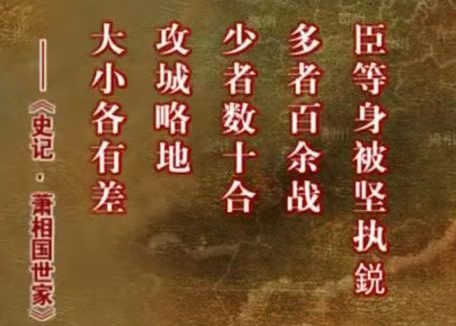 臣等身被坚执鋭
多者百余战
少者数十合
攻城略地
大小各有差
——《史记·萧相国世家》